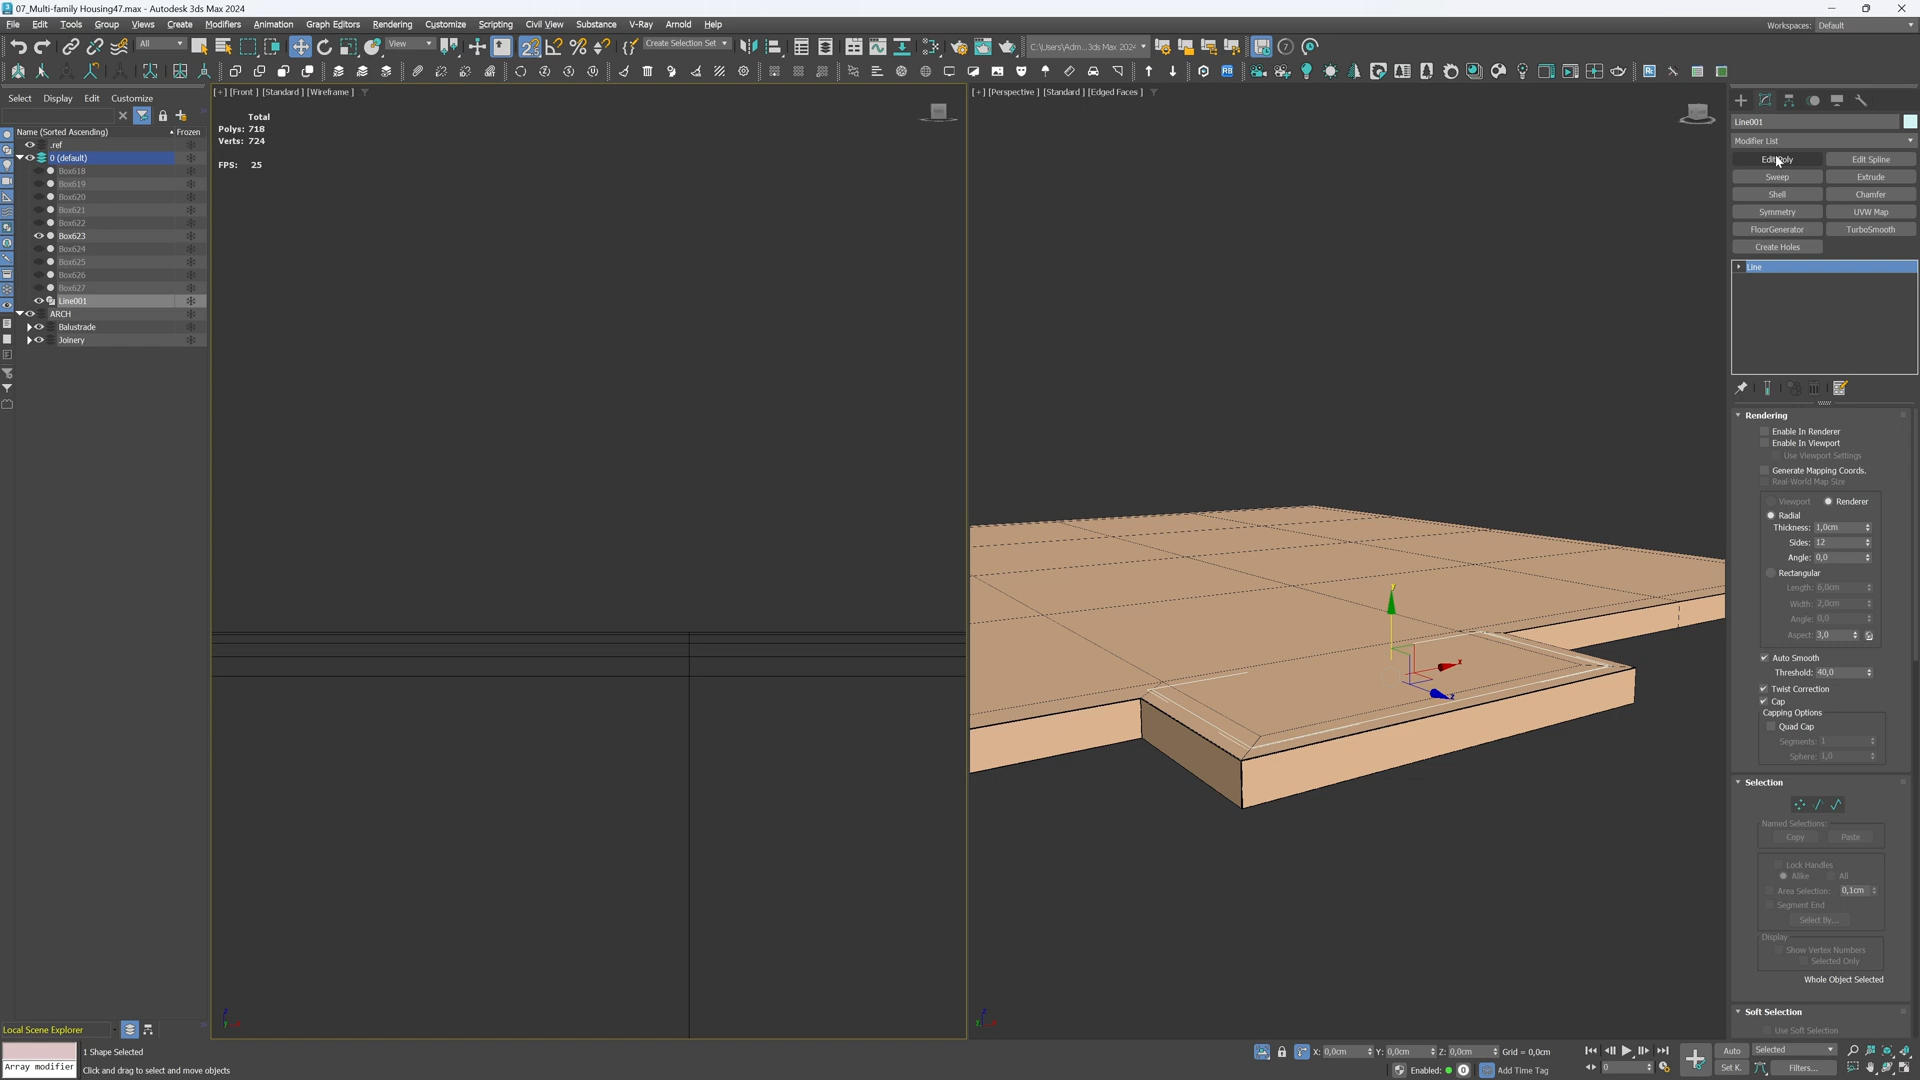 07_Multi-family Housing47.max - Autodesk 3ds Max 2024
File Edit Tools Group Views Create Modifiers Animation Graph Editors Rendering Customize Scripting Civil View Substance V-Ray Arnold Help
Workspaces: Default
All View Create Selection Set C:\Users\Adm...3ds Max 2024
Select Display Edit Customize
[+] [Front ] [Standard ] [Wireframe ]
[+] [Perspective ] [Standard ] [Edged Faces ]
Name (Sorted Ascending) Frozen
.ref
0 (default)
Box618
Box619
Box620
Box621
Box622
Box623
Box624
Box625
Box626
Box627
Line001
ARCH
Balustrade
Joinery
Total
Polys: 718
Verts: 724
FPS: 25
Line001
Modifier List
Edit Poly Edit Spline
Sweep Extrude
Shell Chamfer
Symmetry UVW Map
FloorGenerator TurboSmooth
Create Holes
Line
Rendering
Enable In Renderer
Enable In Viewport
Use Viewport Settings
Generate Mapping Coords.
Real-World Map Size
Viewport Renderer
Radial
Thickness: 1,0cm
Sides: 12
Angle: 0,0
Rectangular
Length: 6,0cm
Width: 2,0cm
Angle: 0,0
Aspect: 3,0
Auto Smooth
Threshold: 40,0
Twist Correction
Cap
Capping Options
Quad Cap
Segments: 1
Sphere: 1,0
Selection
Named Selections:
Copy Paste
Lock Handles
Alike All
Area Selection: 0,1cm
Segment End
Select By...
Display
Show Vertex Numbers
Selected Only
Whole Object Selected
Soft Selection
Use Soft Selection
Local Scene Explorer
Array modifier
1 Shape Selected
Click and drag to select and move objects
X: 0,0cm Y: 0,0cm Z: 0,0cm Grid = 0,0cm
Enabled: 0 Add Time Tag
0
Auto Selected
Set K. Filters...